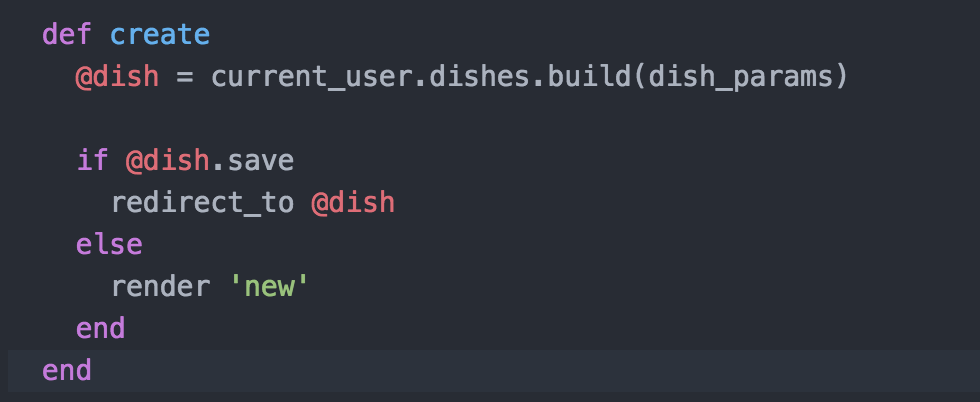 def create
  @dish = current_user.dishes.build(dish_params)

  if @dish.save
    redirect_to @dish
  else
    render 'new'
  end
end